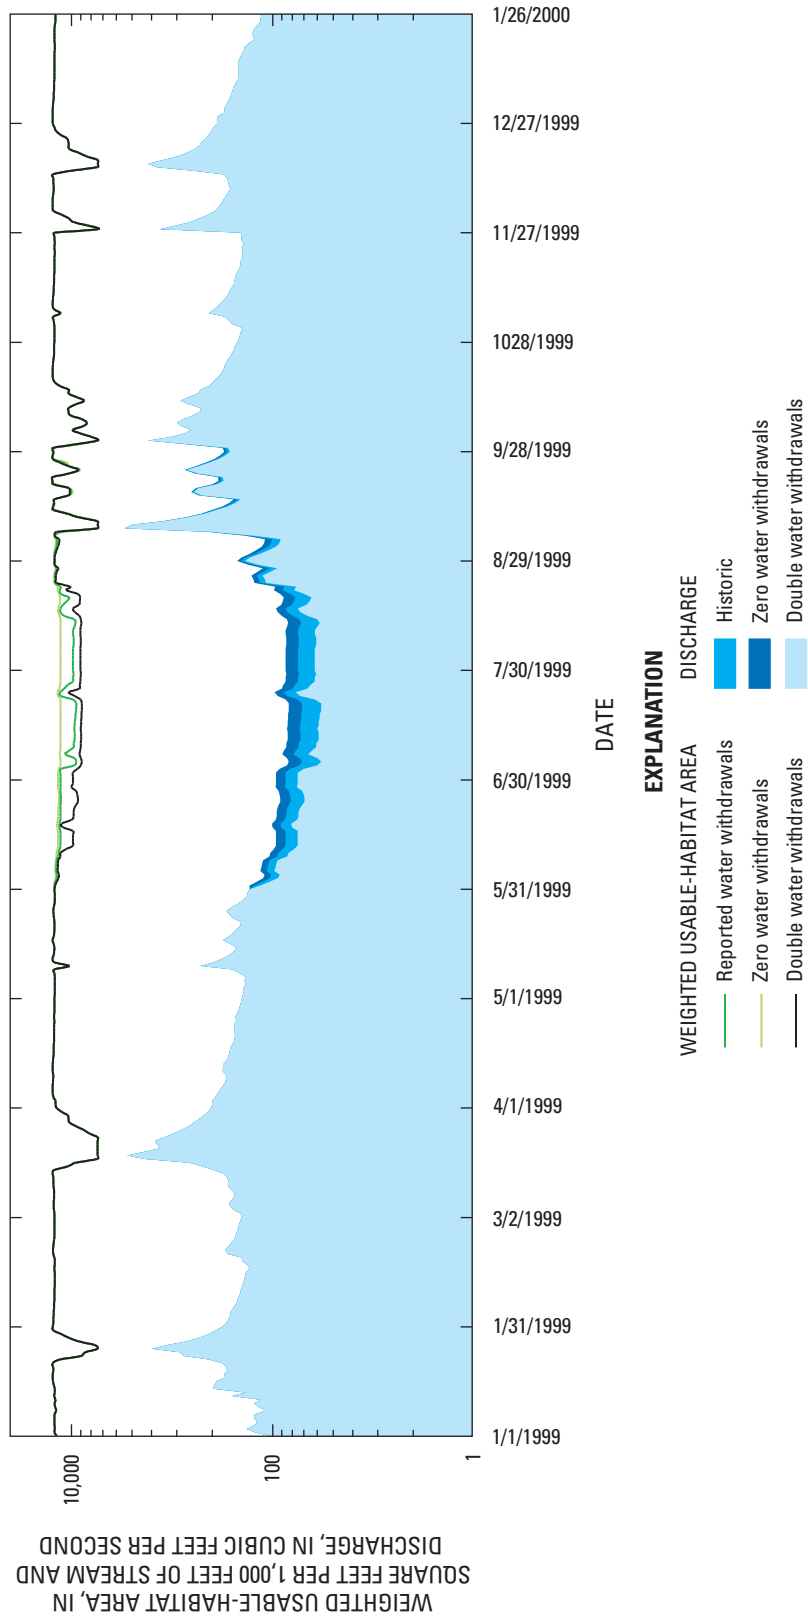 WEIGHTED USABLE-HABITAT AREA, IN
SQUARE FEET PER 1,000 FEET OF STREAM AND
DISCHARGE, IN CUBIC FEET PER SECOND
10,000
100
1
1/1/1999
1/31/1999
3/2/1999
4/1/1999
5/1/1999
5/31/1999
6/30/1999
7/30/1999
8/29/1999
9/28/1999
1028/1999
11/27/1999
12/27/1999
1/26/2000
DATE
EXPLANATION
WEIGHTED USABLE-HABITAT AREA
Reported water withdrawals
Zero water withdrawals
Double water withdrawals
DISCHARGE
Historic
Zero water withdrawals
Double water withdrawals